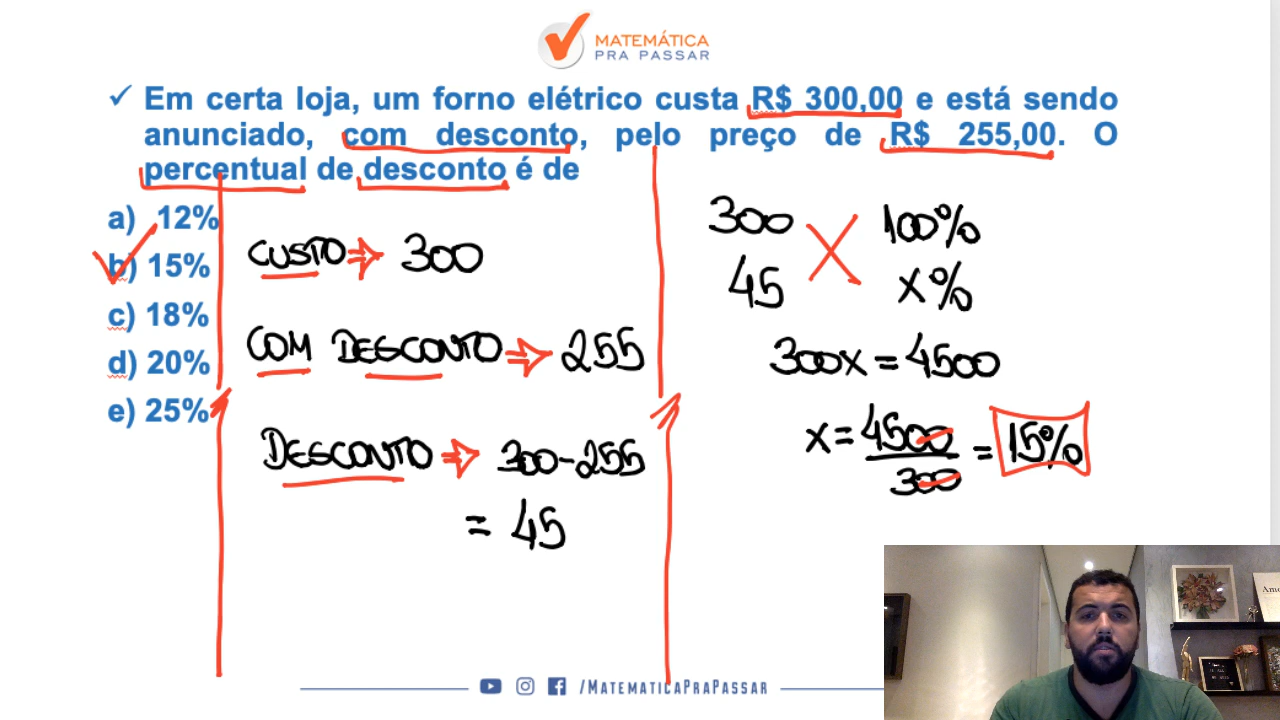 MATEMÁTICA
PRA PASSAR
✓ Em certa loja, um forno elétrico custa R$ 300,00 e está sendo
anunciado, com desconto, pelo preço de R$ 255,00. O
percentual de desconto é de
a) 12%
b) 15%
c) 18%
d) 20%
e) 25%
CUSTO ⇒ 300
COM DESCONTO ⇒ 255
DESCONTO ⇒ 300-255
= 45
300 100%
45 x%
300x = 4500
x = 4500/300 = 15%
/MATEMATICAPRAPASSAR